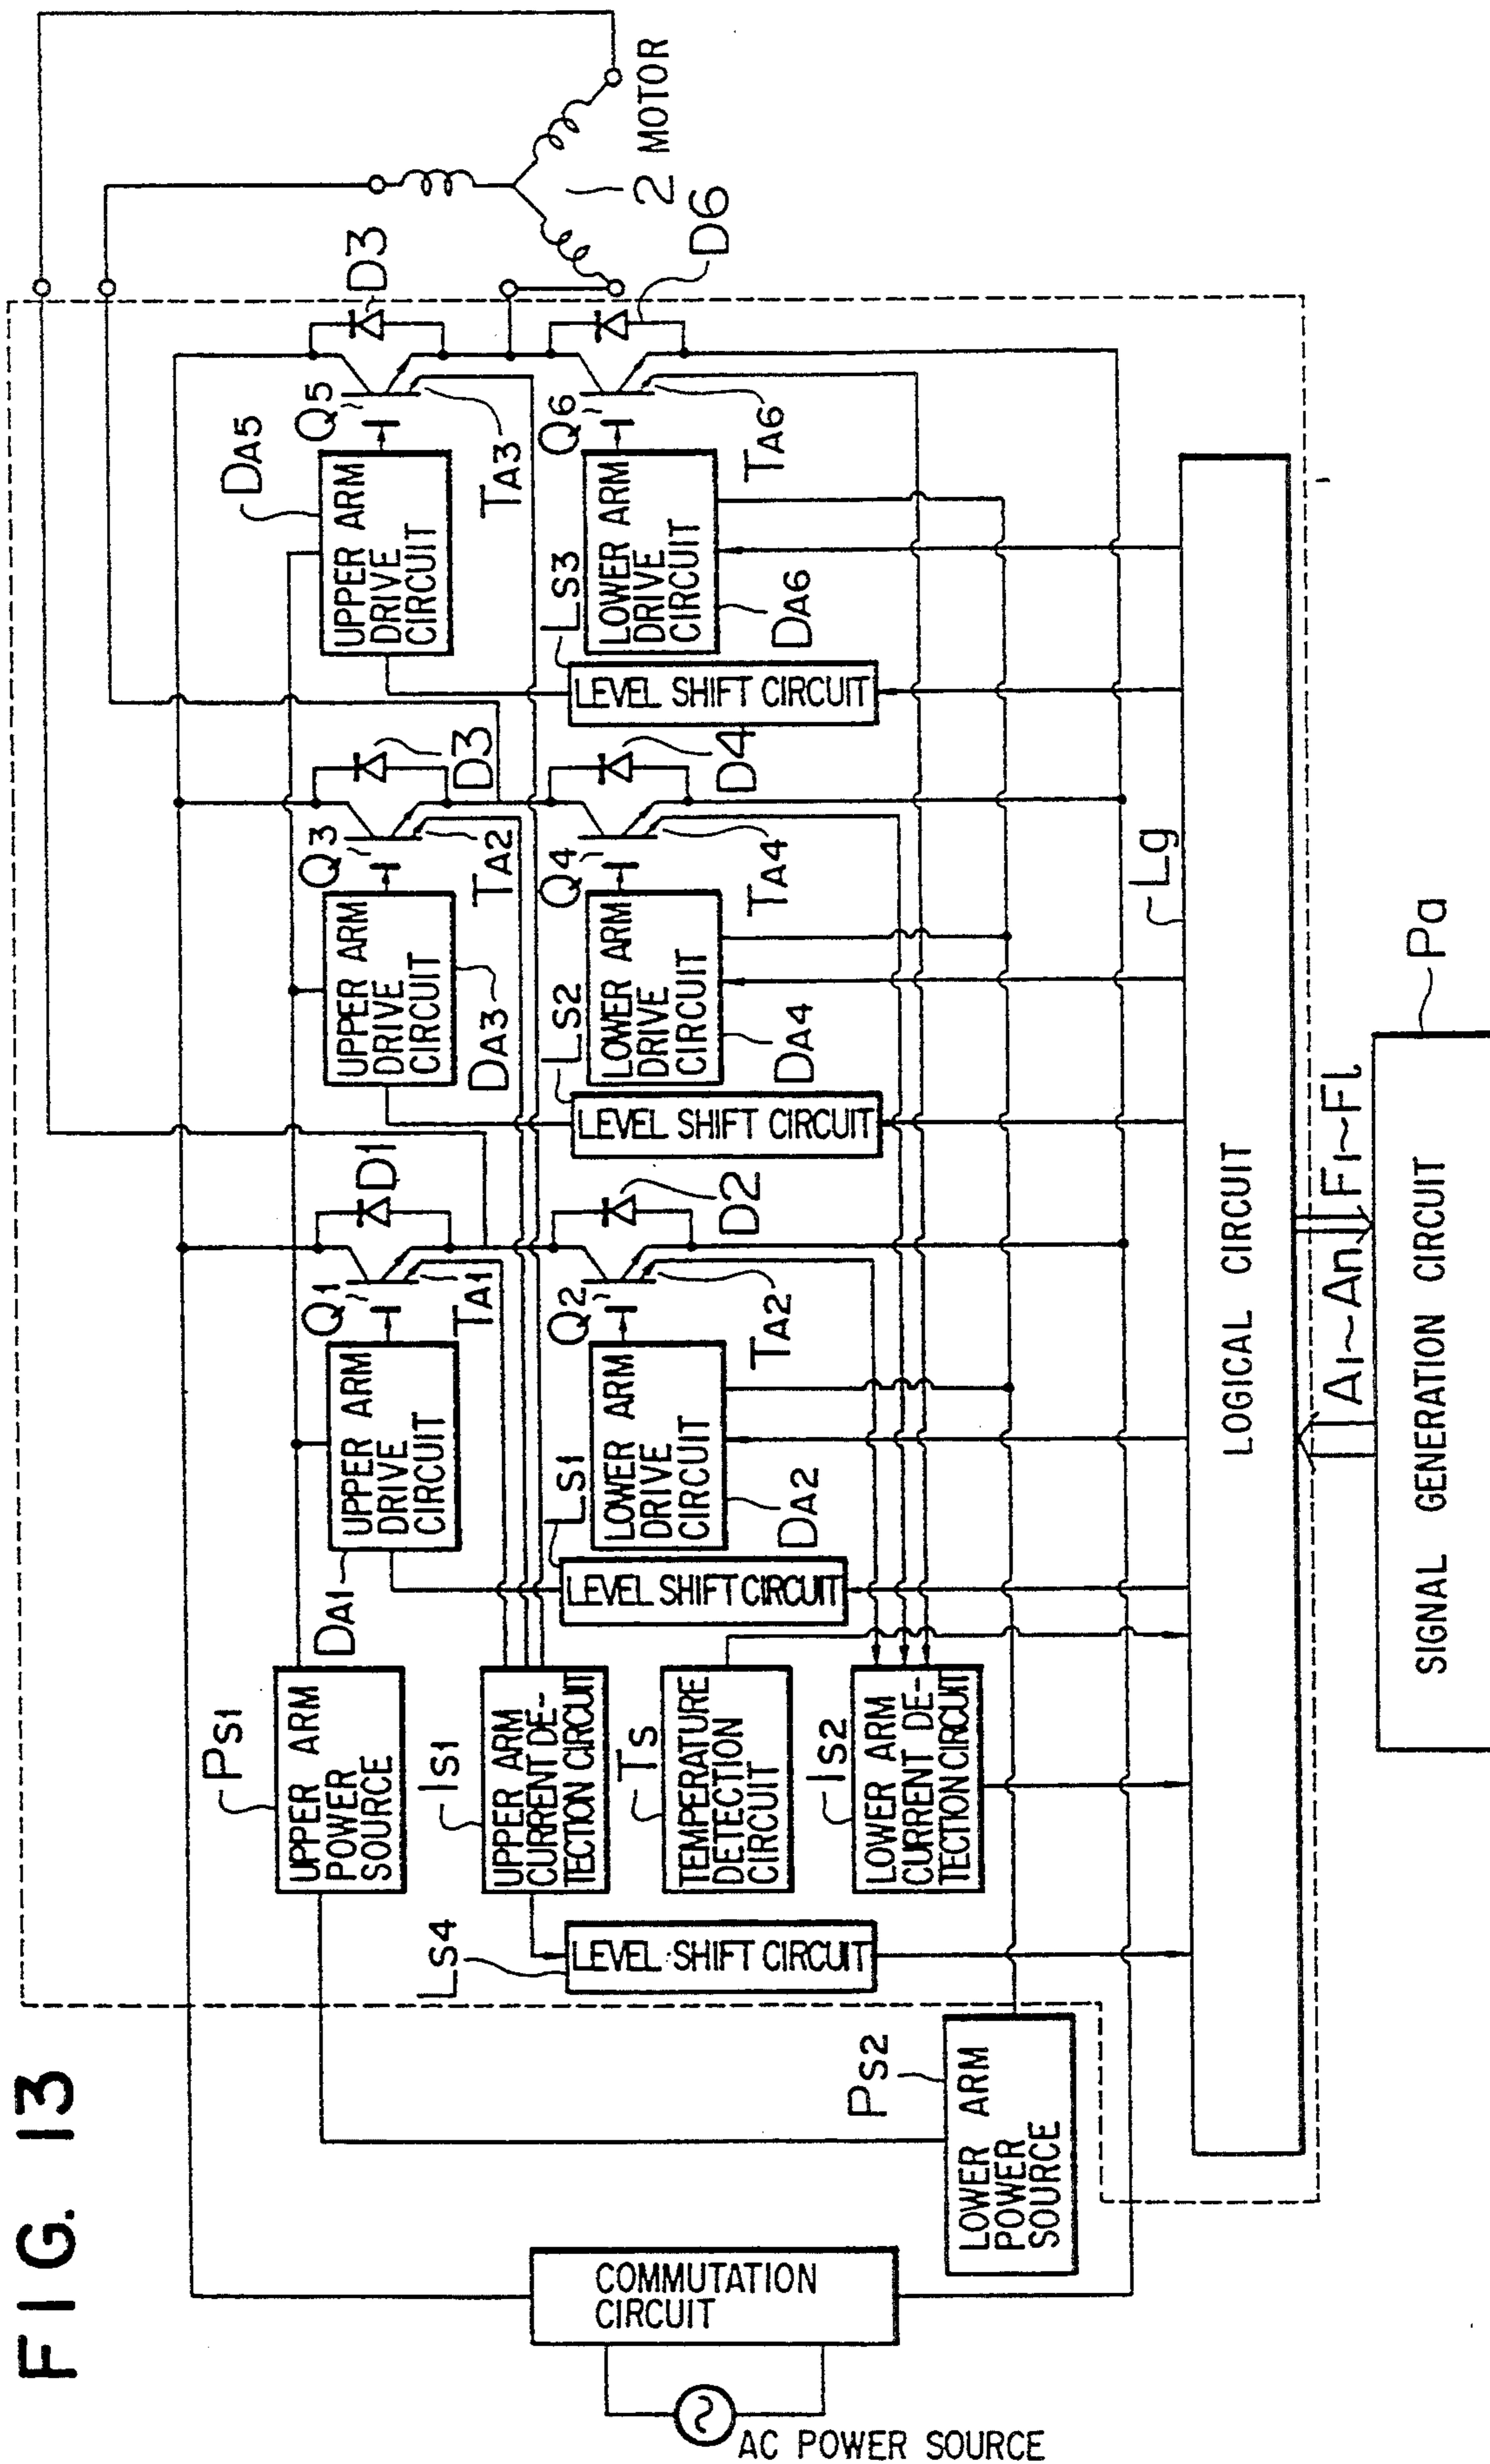 FIG. 13
AC POWER SOURCE
COMMUTATION
CIRCUIT
PS2
LOWER ARM
POWER
SOURCE
PS1
UPPER ARM
POWER
SOURCE
IS1
UPPER ARM
CURRENT DE-
TECTION CIRCUIT
LS4
LEVEL SHIFT CIRCUIT
TS
TEMPERATURE
DETECTION
CIRCUIT
IS2
LOWER ARM
CURRENT DE-
TECTION CIRCUIT
DA1
UPPER ARM
DRIVE
CIRCUIT
Q1
D1
TA1
LS1
LEVEL SHIFT CIRCUIT
LOWER ARM
DRIVE
CIRCUIT
DA2
Q2
D2
TA2
UPPER ARM
DRIVE
CIRCUIT
DA3
Q3
D3
TA2
LS2
LEVEL SHIFT CIRCUIT
LOWER ARM
DRIVE
CIRCUIT
DA4
Q4
D4
TA4
DA5
UPPER ARM
DRIVE
CIRCUIT
Q5
D3
TA3
LS3
LEVEL SHIFT CIRCUIT
LOWER ARM
DRIVE
CIRCUIT
DA6
Q6
D6
TA6
2 MOTOR
Lg
LOGICAL CIRCUIT
A1~An
F1~Fl
Pa
SIGNAL GENERATION CIRCUIT